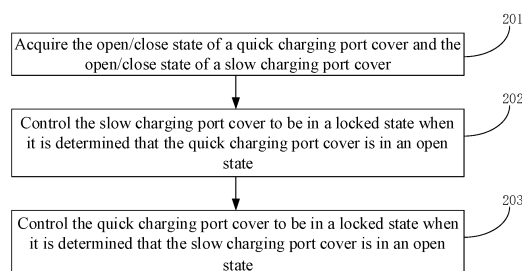 201
Acquire the open/close state of a quick charging port cover and the
open/close state of a slow charging port cover
202
Control the slow charging port cover to be in a locked state when
it is determined that the quick charging port cover is in an open
state
203
Control the quick charging port cover to be in a locked state when
it is determined that the slow charging port cover is in an open
state